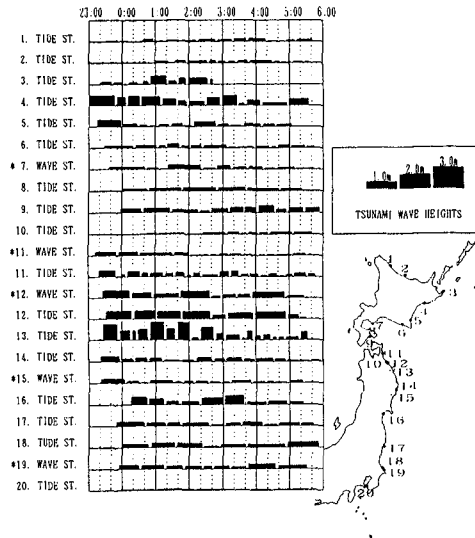 23:00 0:00 1:00 2:00 3:00 4:00 5:00 6:00
1. TIDE ST.
2. TIDE ST.
3. TIDE ST.
4. TIDE ST.
5. TIDE ST.
6. TIDE ST.
* 7. WAVE ST.
8. TIDE ST.
9. TIDE ST.
10. TIDE ST.
*11. WAVE ST.
11. TIDE ST.
*12. WAVE ST.
12. TIDE ST.
13. TIDE ST.
14. TIDE ST.
*15. WAVE ST.
16. TIDE ST.
17. TIDE ST.
18. TUDE ST.
*19. WAVE ST.
20. TIDE ST.
1.0m 2.0m 3.0m
TSUNAMI WAVE HEIGHTS
1
2
3
4
5
6
7
8
10
11
12
13
14
15
16
17
18
19
20